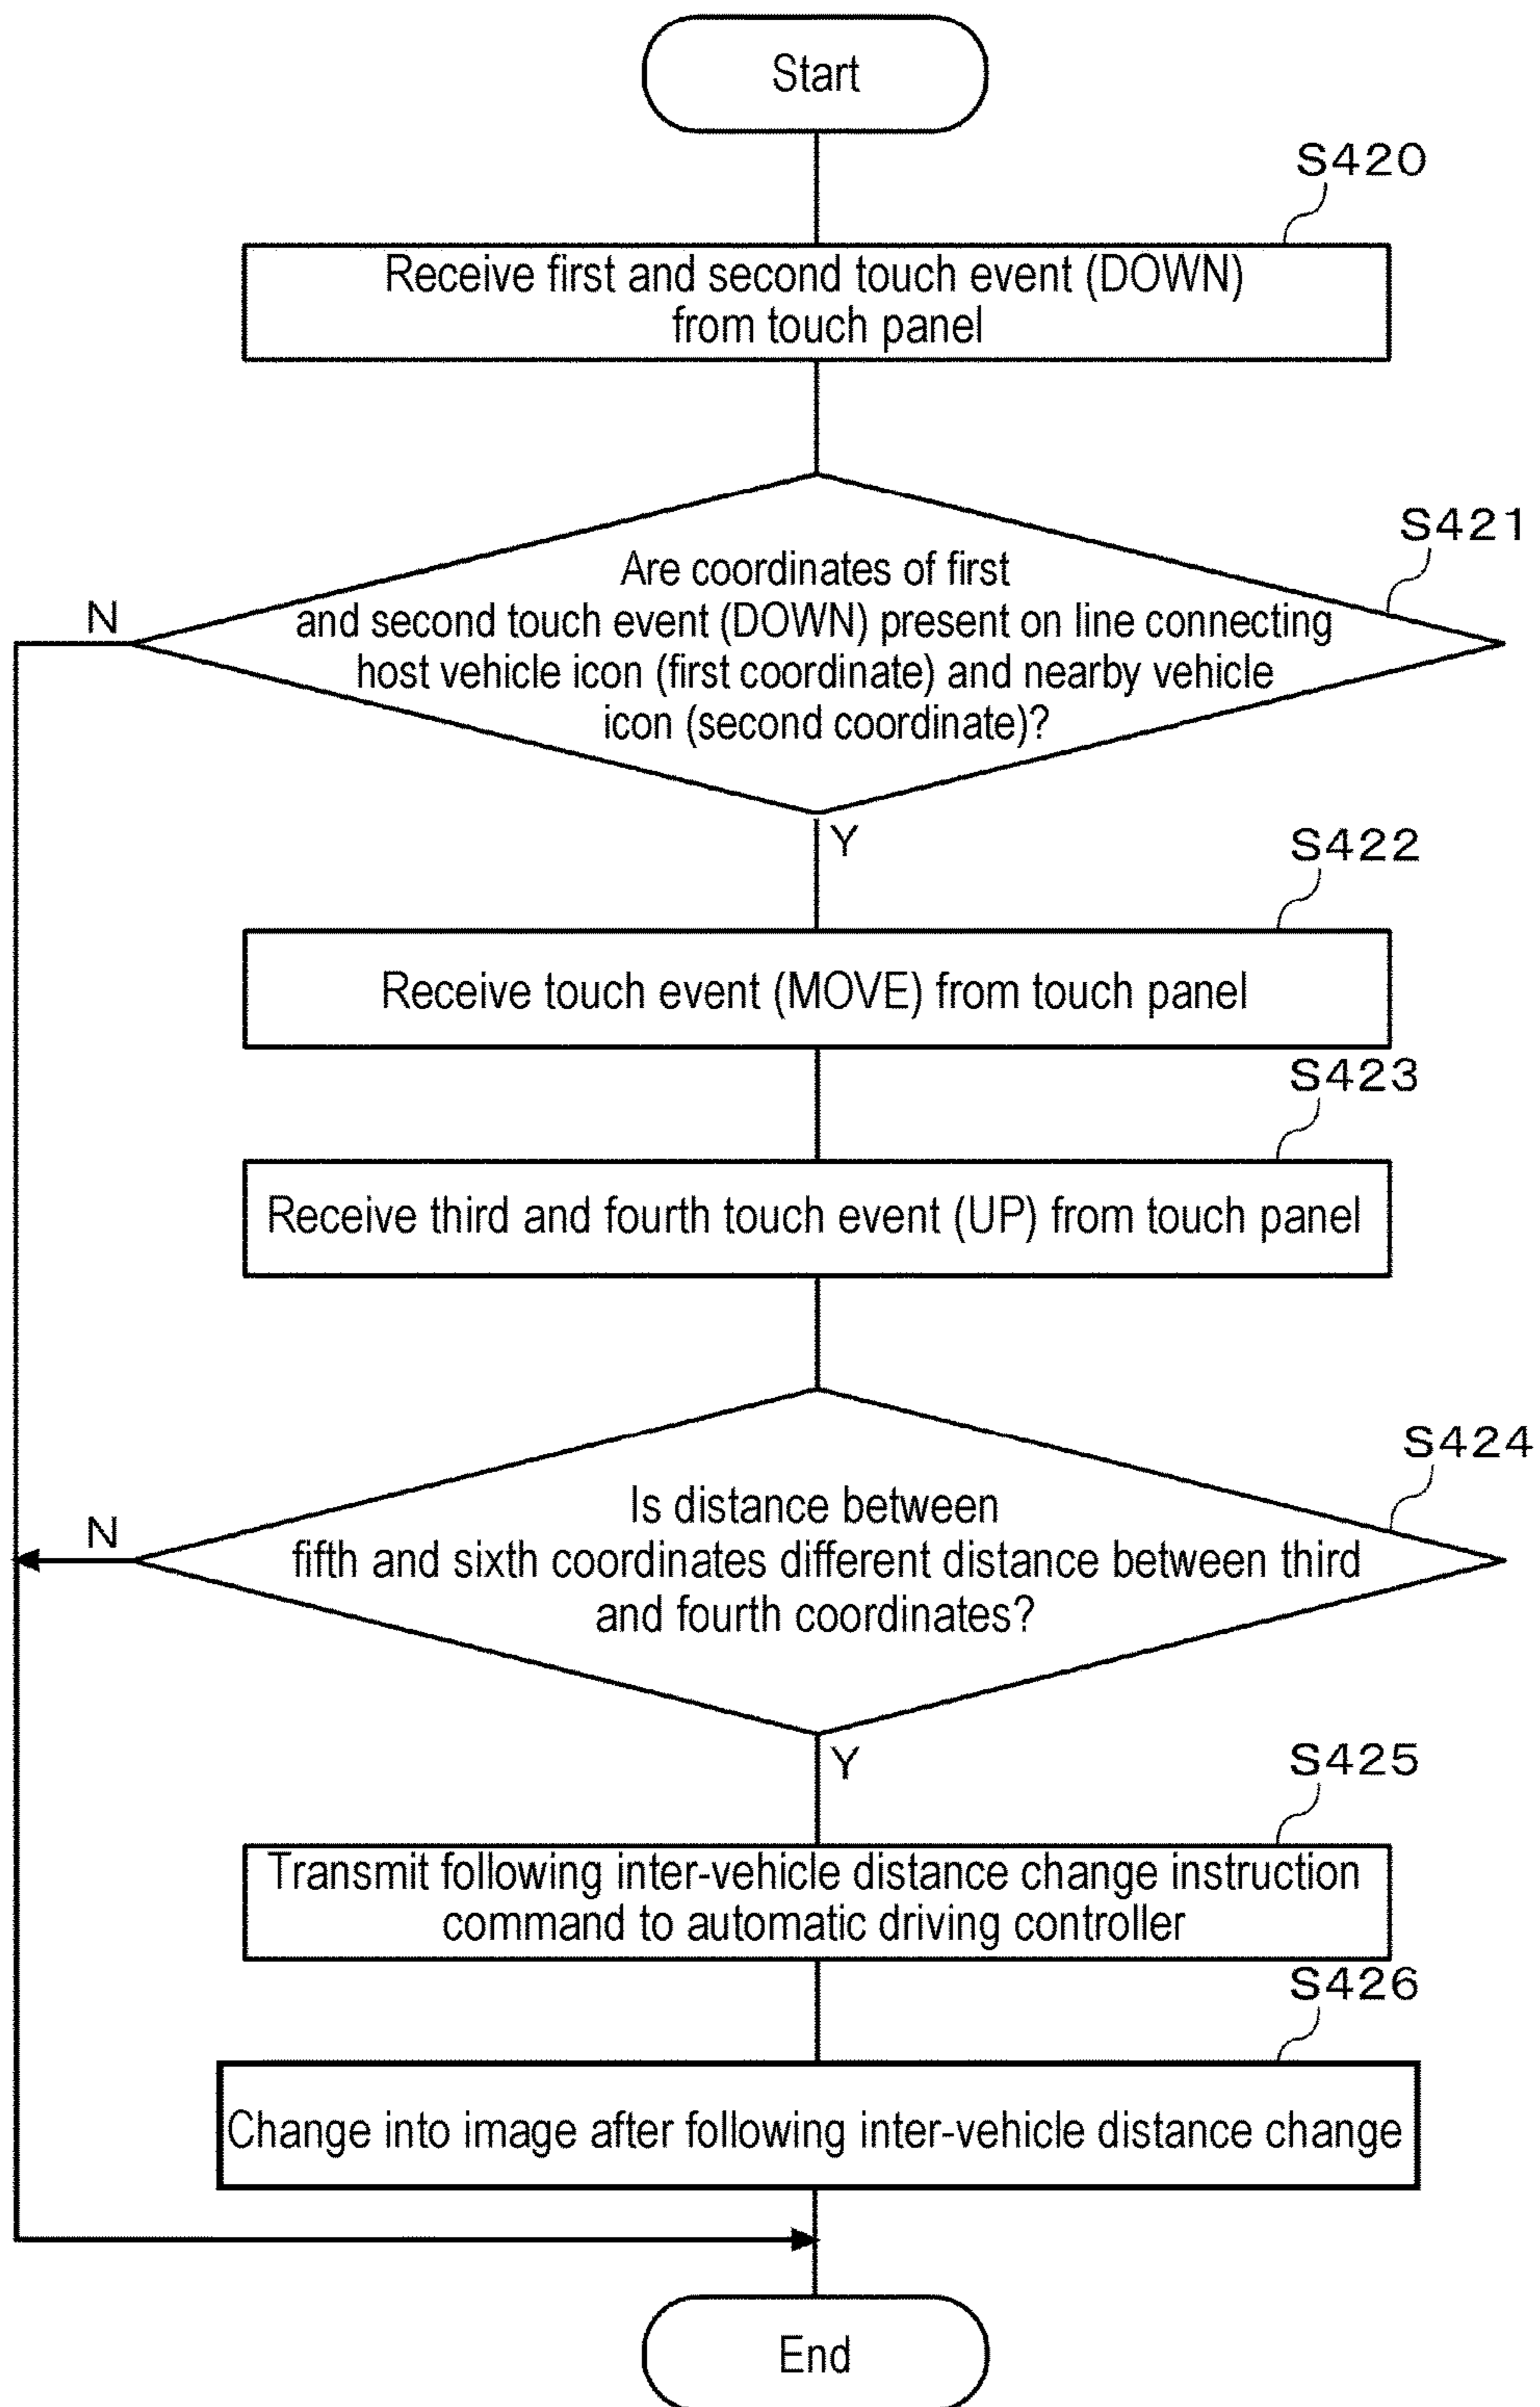 Start
S420
Receive first and second touch event (DOWN)
from touch panel
S421
Are coordinates of first
and second touch event (DOWN) present on line connecting
host vehicle icon (first coordinate) and nearby vehicle
icon (second coordinate)?
N
Y
S422
Receive touch event (MOVE) from touch panel
S423
Receive third and fourth touch event (UP) from touch panel
S424
Is distance between
fifth and sixth coordinates different distance between third
and fourth coordinates?
N
Y
S425
Transmit following inter-vehicle distance change instruction
command to automatic driving controller
S426
Change into image after following inter-vehicle distance change
End